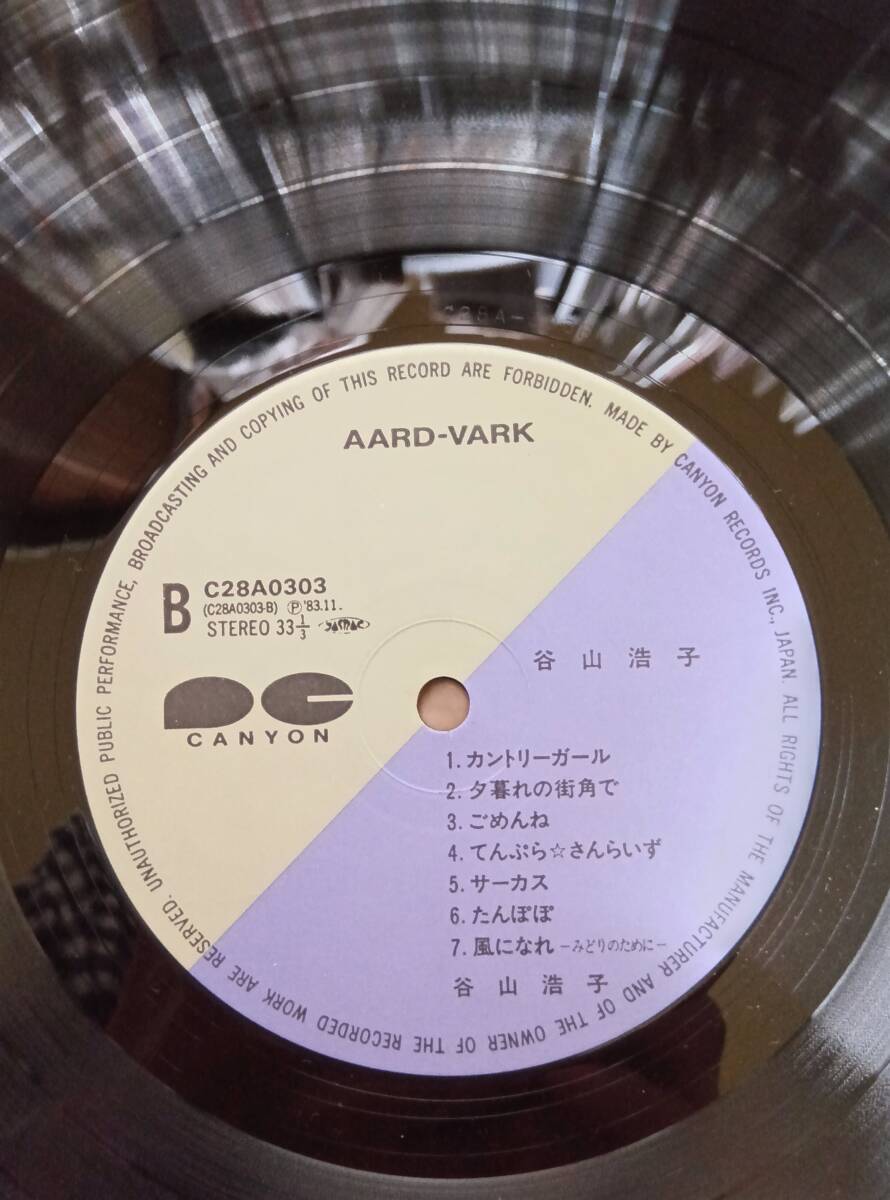 C28A-
AARD-VARK
B
C28A0303
(C28A0303-B) Ⓟ'83.11.
STEREO 33 1/3
CANYON
谷山浩子
1.カントリーガール
2.夕暮れの街角で
3.ごめんね
4.てんぷら☆さんらいず
5.サーカス
6.たんぽぽ
7.風になれ −みどりのために−
谷山浩子
UNAUTHORIZED PUBLIC PERFORMANCE, BROADCASTING AND COPYING OF THIS RECORD ARE FORBIDDEN. MADE BY CANYON RECORDS INC., JAPAN. ALL RIGHTS OF THE MANUFACTURER AND OF THE OWNER OF THE RECORDED WORK ARE RESERVED.